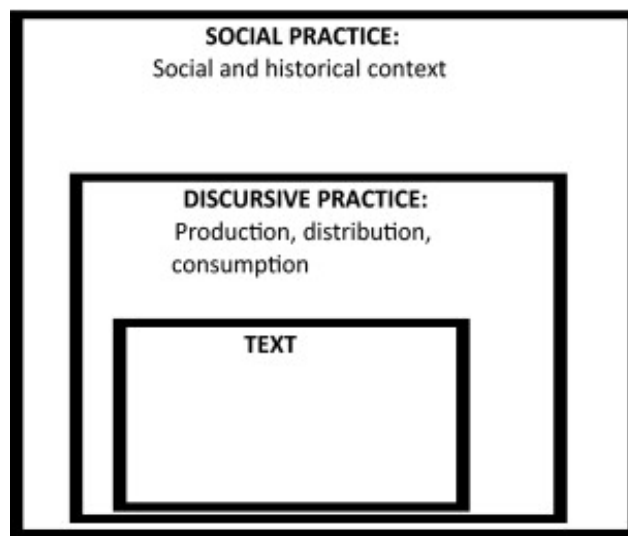 SOCIAL PRACTICE:
Social and historical context
DISCURSIVE PRACTICE:
Production, distribution,
consumption
TEXT